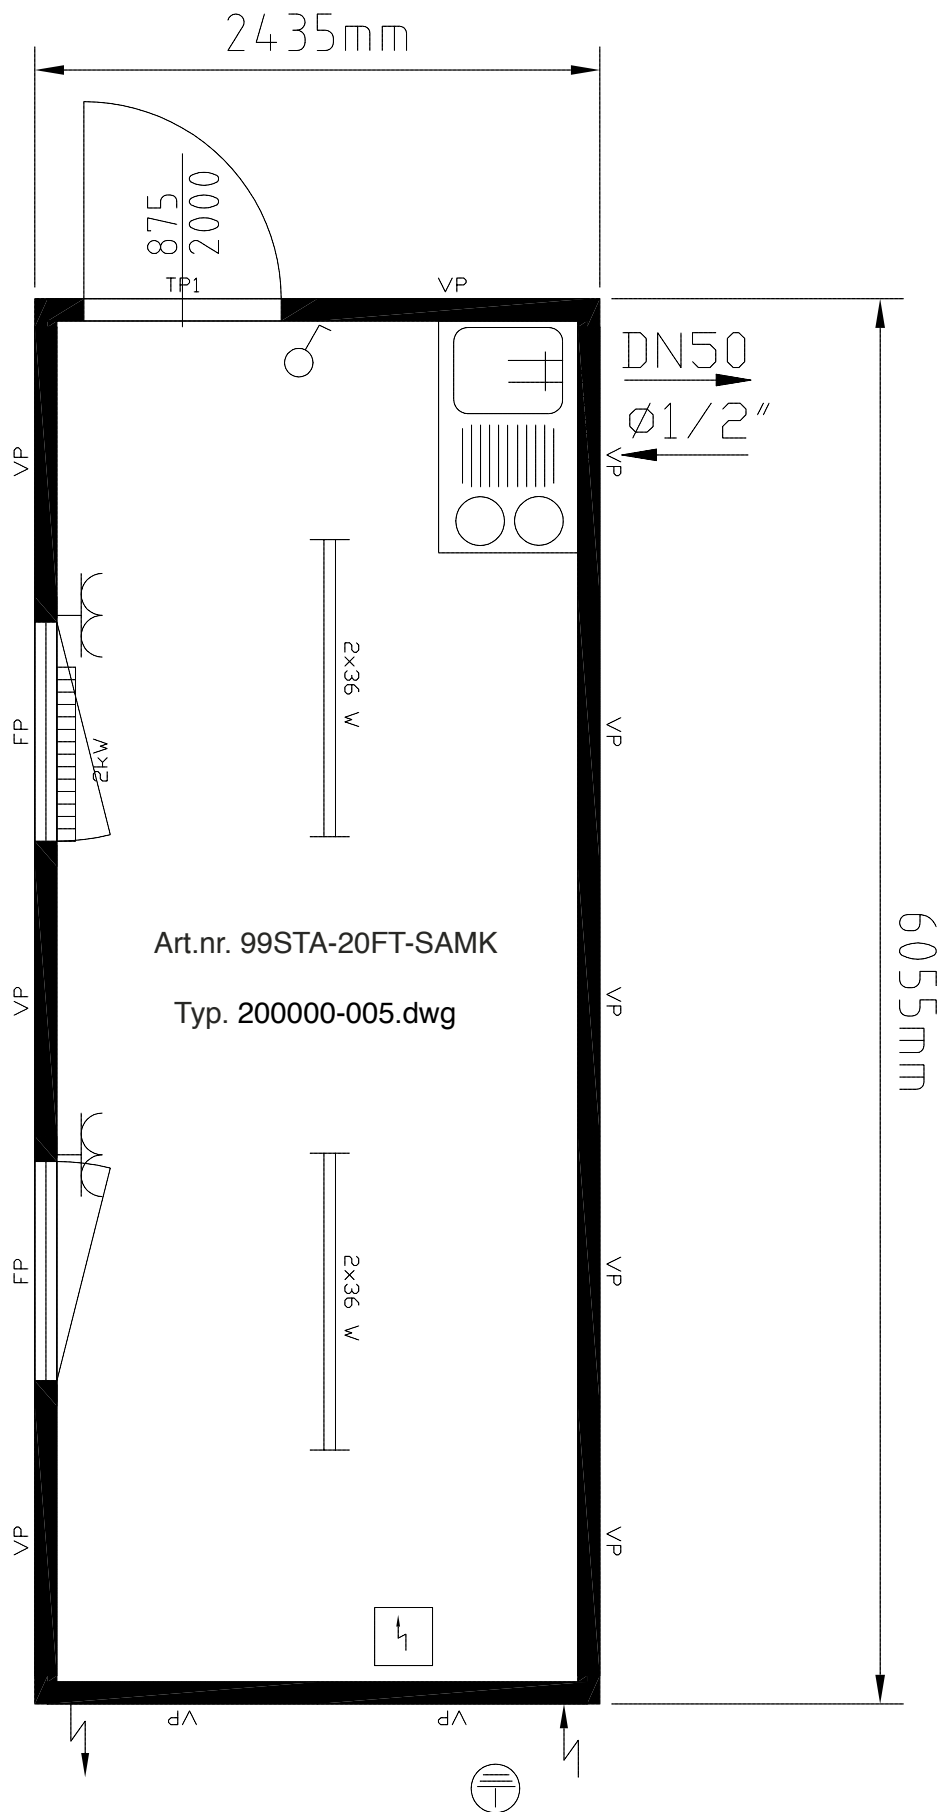 2435mm
875
2000
TP1
VP
DN50
ø1/2"
VP
VP
2x36 W
FP
2kW
VP
6055mm
Art.nr. 99STA-20FT-SAMK
Typ. 200000-005.dwg
VP
VP
2x36 W
FP
VP
VP
VP
VP
VP